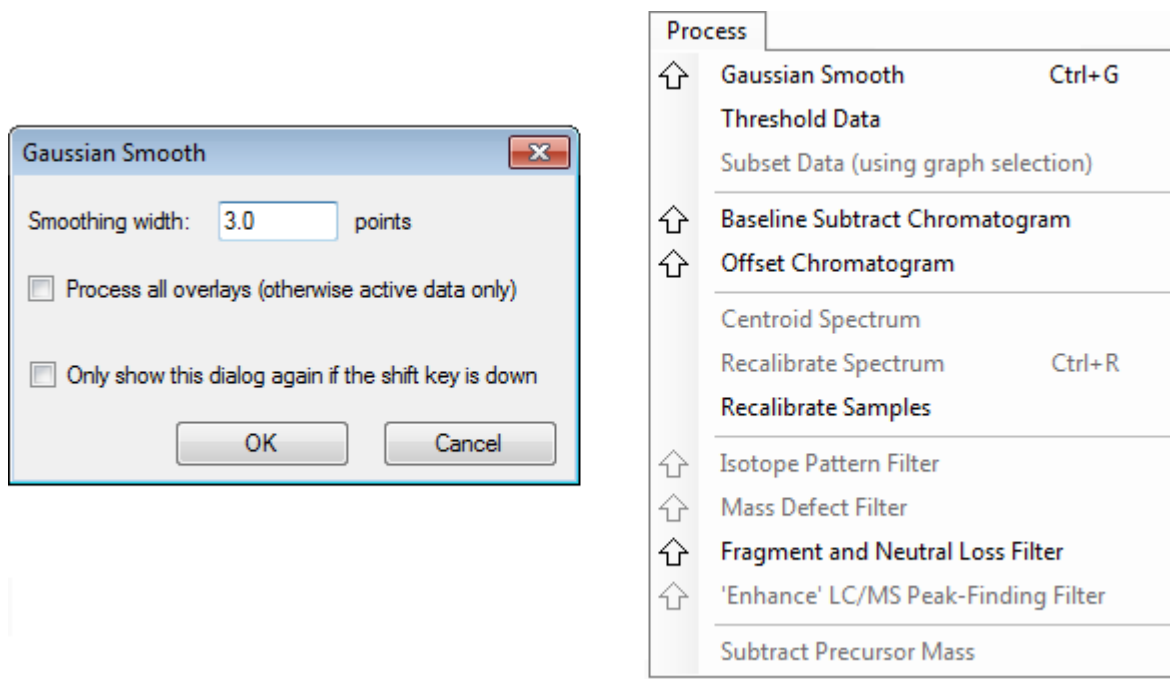 Gaussian Smooth
Smoothing width: 3.0 points
Process all overlays (otherwise active data only)
Only show this dialog again if the shift key is down
OK Cancel
Process
Gaussian Smooth Ctrl+G
Threshold Data
Subset Data (using graph selection)
Baseline Subtract Chromatogram
Offset Chromatogram
Centroid Spectrum
Recalibrate Spectrum Ctrl+R
Recalibrate Samples
Isotope Pattern Filter
Mass Defect Filter
Fragment and Neutral Loss Filter
'Enhance' LC/MS Peak-Finding Filter
Subtract Precursor Mass